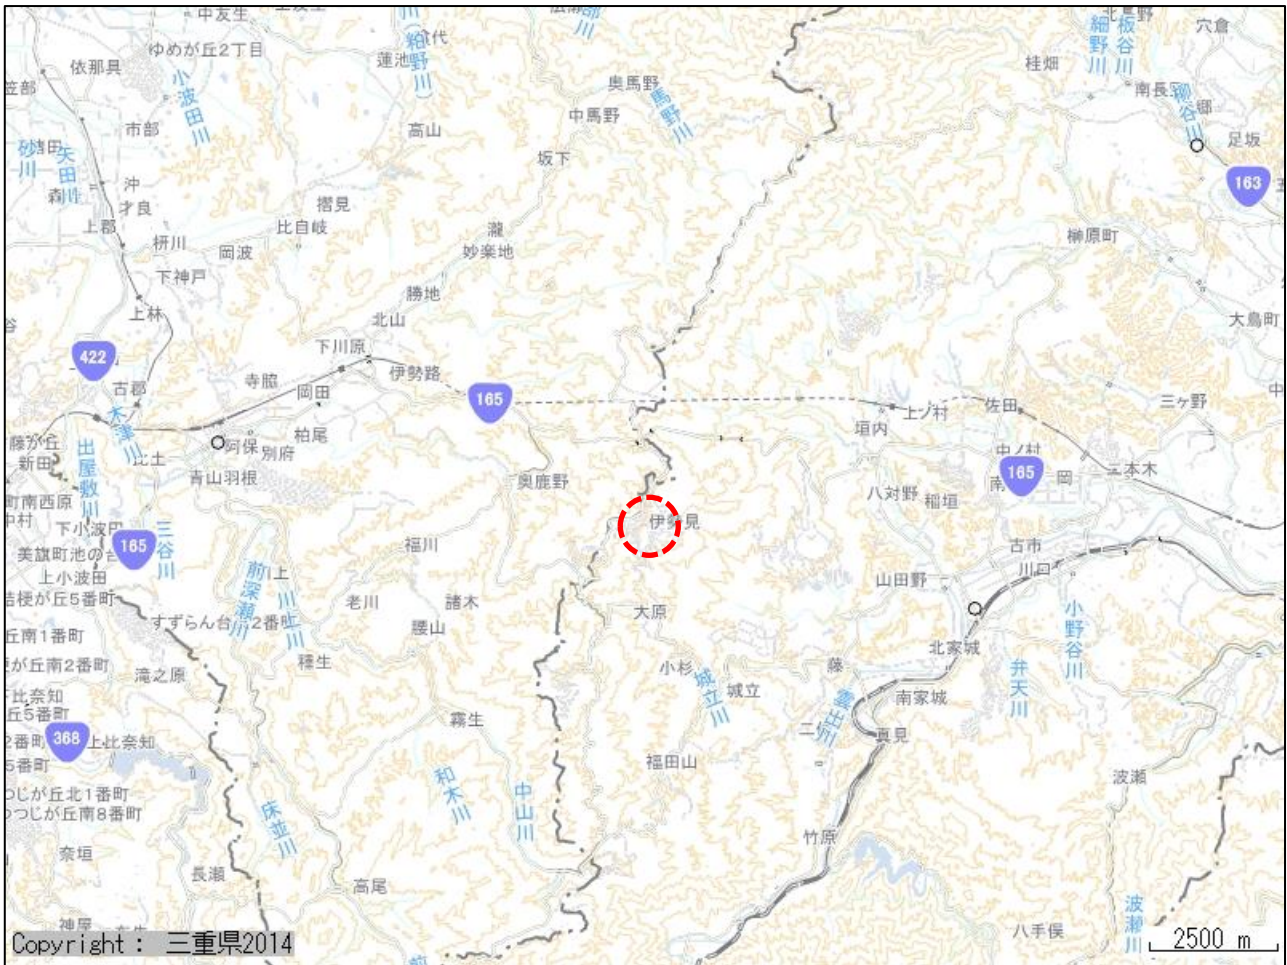 中友生
ゆめが丘2丁目
依那具
小波田川
蓮池
市部
高山
矢田川
砂川
沖
才良
上郡
枡川
岡波
下神戸
上林
摺見
比自岐
奥馬野
中馬野
馬野川
坂下
瀧
妙楽地
勝地
北山
下川原
伊勢路
422
古郡
寺脇
岡田
165
木津川
柏尾
阿保
別府
比土
青山羽根
新田
出屋敷川
町南西原
中村
下小波田
165
三谷川
美旗町池の台
上小波田
桔梗が丘5番町
前深瀬川
川上川
すずらん台
丘南1番町
滝之原
種生
福川
老川
諸木
腰山
奥鹿野
伊勢見
大原
小杉
城立川
城立
霧生
福田山
和木川
中山川
368
上比奈知
つつじが丘南8番町
床並川
奈垣
長瀬
高尾
桂畑
細野川
板谷川
穴倉
柳谷川
足坂
163
榊原町
大鳥町
三ケ野
上ノ村
佐田
垣内
中ノ村
165
岡
二本木
八対野
稲垣
古市
川口
山田野
小野谷川
北家城
弁天川
藤
雲出川
南家城
真見
竹原
波瀬
波瀬川
八手俣
Copyright : 三重県2014
2500 m